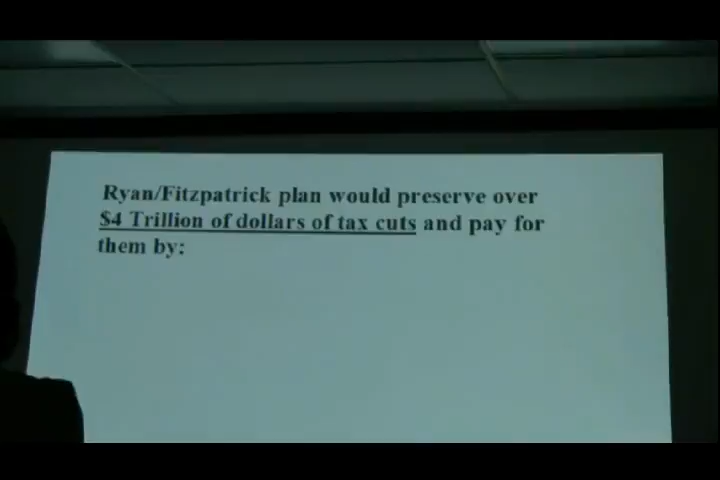 Ryan/Fitzpatrick plan would preserve over
$4 Trillion of dollars of tax cuts and pay for
them by: